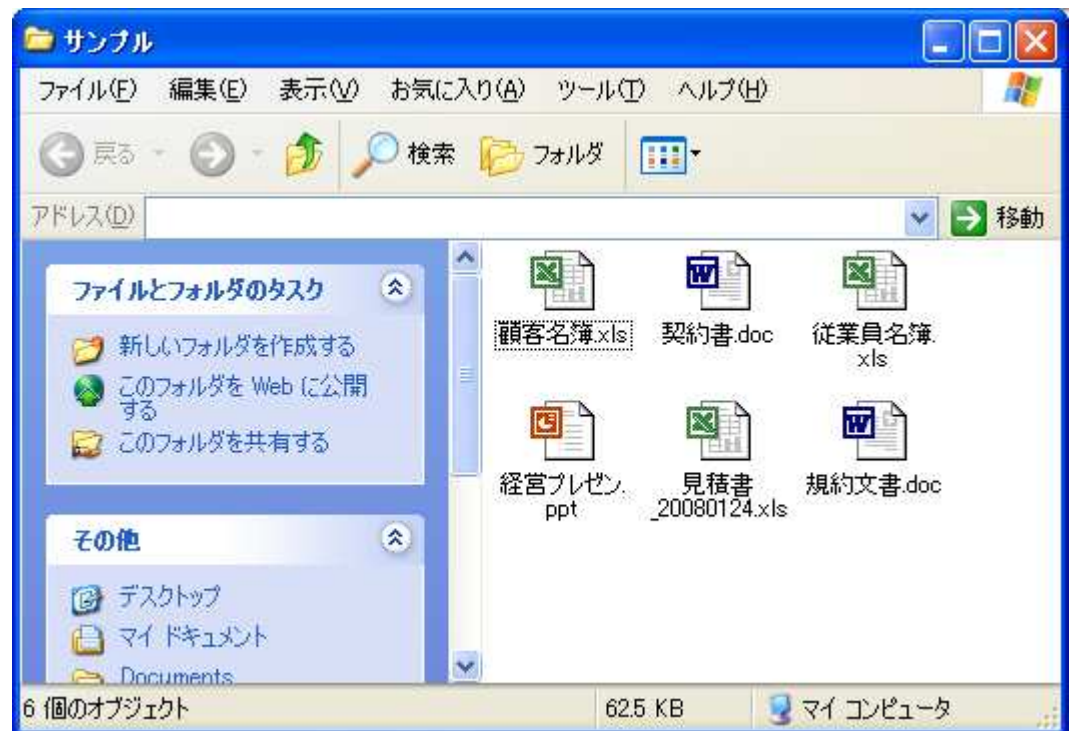 サンプル
ファイル(F) 編集(E) 表示(V) お気に入り(A) ツール(T) ヘルプ(H)
戻る 検索 フォルダ
アドレス(D) 移動
ファイルとフォルダのタスク
新しいフォルダを作成する
このフォルダを Web に公開
する
このフォルダを共有する
その他
デスクトップ
マイ ドキュメント
Documents
顧客名簿.xls 契約書.doc 従業員名簿.
xls
経営プレゼン. 見積書 規約文書.doc
ppt _20080124.xls
6 個のオブジェクト 62.5 KB マイ コンピュータ